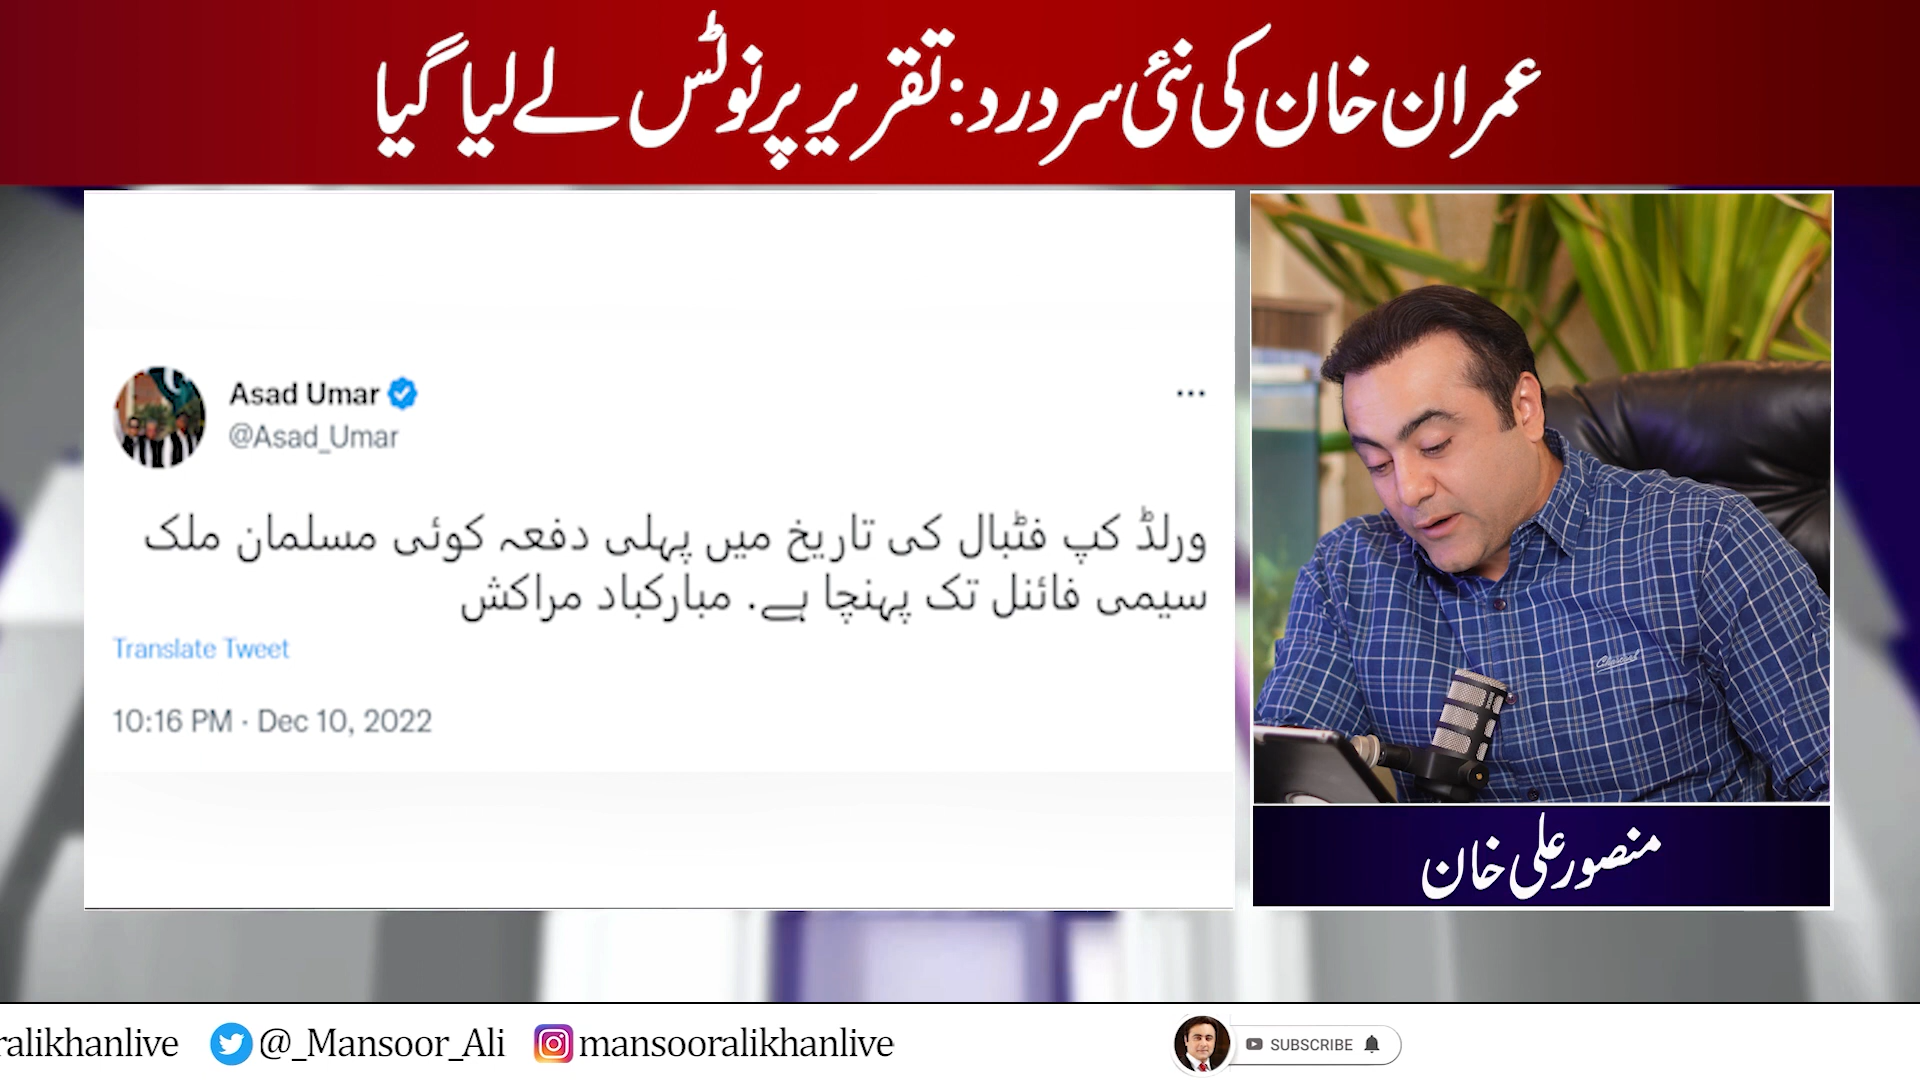 عمران خان کی نئی سر درد: تقریر پر نوٹس لے لیا گیا
Asad Umar
@Asad_Umar
ورلڈ کپ فٹبال کی تاریخ میں پہلی دفعہ کوئی مسلمان ملک
سیمی فائنل تک پہنچا ہے. مبارکباد مراکش
Translate Tweet
10:16 PM · Dec 10, 2022
منصور علی خان
ralikhanlive @_Mansoor_Ali mansooralikhanlive SUBSCRIBE